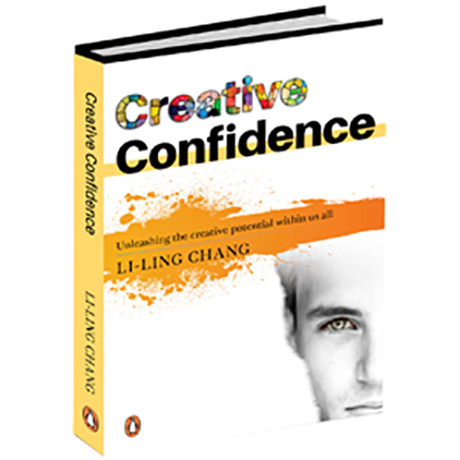 Creative
Confidence
Unleashing the creative potential within us all
LI-LING CHANG
Creative Confidence
LI-LING CHANG